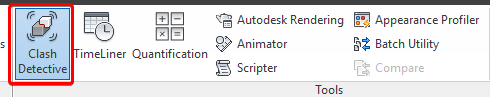 Clash
Detective
TimeLiner
Quantification
Autodesk Rendering
Animator
Scripter
Appearance Profiler
Batch Utility
Compare
Tools